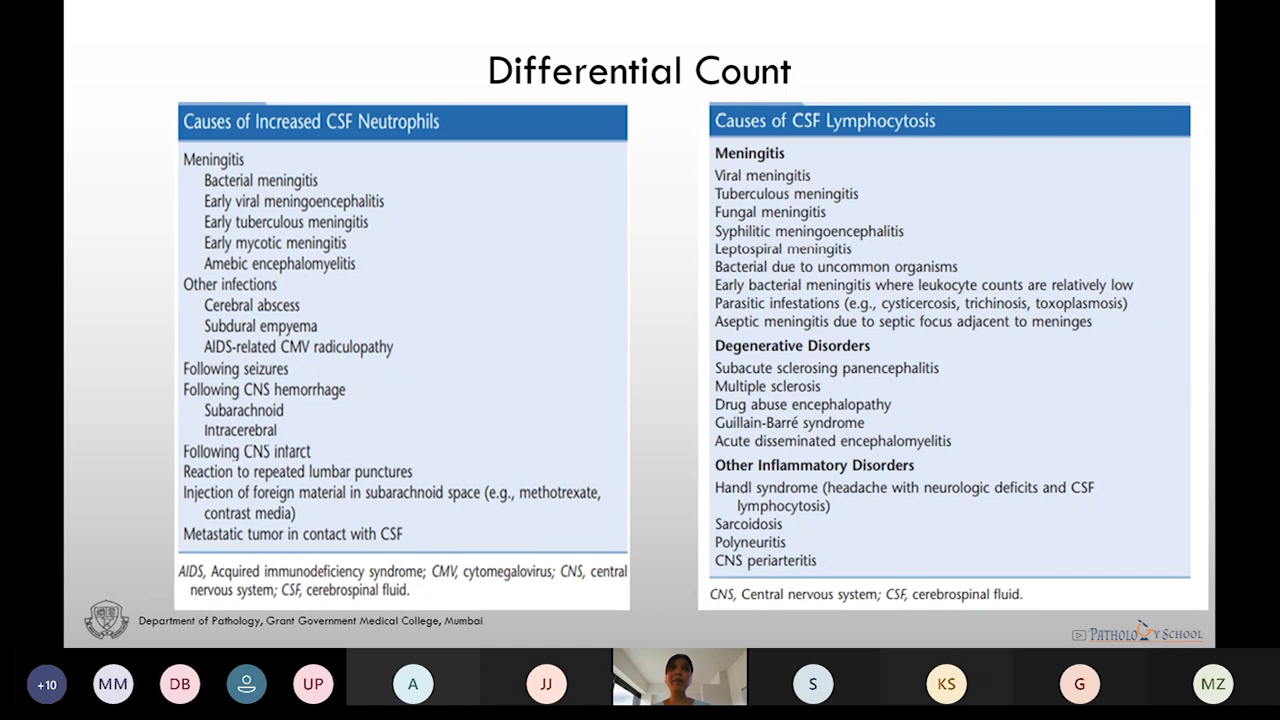 Differential Count
Causes of Increased CSF Neutrophils
Meningitis
Bacterial meningitis
Early viral meningoencephalitis
Early tuberculous meningitis
Early mycotic meningitis
Amebic encephalomyelitis
Other infections
Cerebral abscess
Subdural empyema
AIDS-related CMV radiculopathy
Following seizures
Following CNS hemorrhage
Subarachnoid
Intracerebral
Following CNS infarct
Reaction to repeated lumbar punctures
Injection of foreign material in subarachnoid space (e.g., methotrexate,
contrast media)
Metastatic tumor in contact with CSF
AIDS, Acquired immunodeficiency syndrome; CMV, cytomegalovirus; CNS, central
nervous system; CSF, cerebrospinal fluid.
Causes of CSF Lymphocytosis
Meningitis
Viral meningitis
Tuberculous meningitis
Fungal meningitis
Syphilitic meningoencephalitis
Leptospiral meningitis
Bacterial due to uncommon organisms
Early bacterial meningitis where leukocyte counts are relatively low
Parasitic infestations (e.g., cysticercosis, trichinosis, toxoplasmosis)
Aseptic meningitis due to septic focus adjacent to meninges
Degenerative Disorders
Subacute sclerosing panencephalitis
Multiple sclerosis
Drug abuse encephalopathy
Guillain-Barré syndrome
Acute disseminated encephalomyelitis
Other Inflammatory Disorders
Handl syndrome (headache with neurologic deficits and CSF
lymphocytosis)
Sarcoidosis
Polyneuritis
CNS periarteritis
CNS, Central nervous system; CSF, cerebrospinal fluid.
Department of Pathology, Grant Government Medical College, Mumbai
PATHOLOGY SCHOOL
+10
MM
DB
UP
A
JJ
S
KS
G
MZ